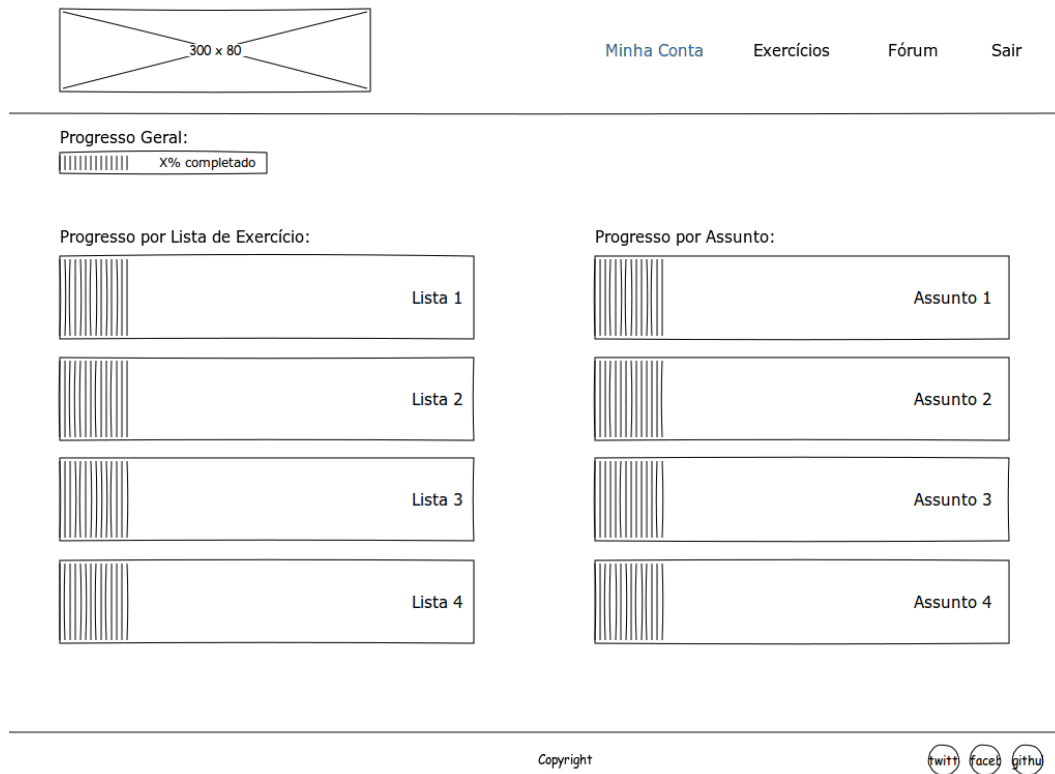 300 x 80
Minha Conta Exercícios Fórum Sair
Progresso Geral:
X% completado
Progresso por Lista de Exercício:
Lista 1
Lista 2
Lista 3
Lista 4
Progresso por Assunto:
Assunto 1
Assunto 2
Assunto 3
Assunto 4
Copyright
twitt faceb githu